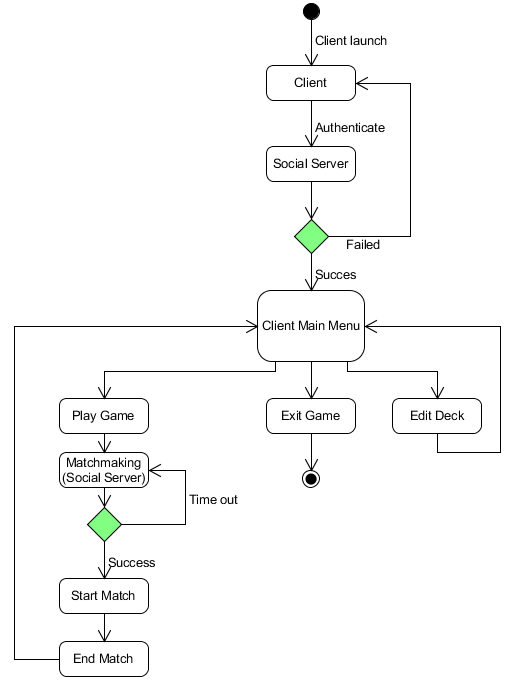 Client launch
Client
Authenticate
Social Server
Failed
Succes
Client Main Menu
Play Game
Exit Game
Edit Deck
Matchmaking
(Social Server)
Time out
Success
Start Match
End Match